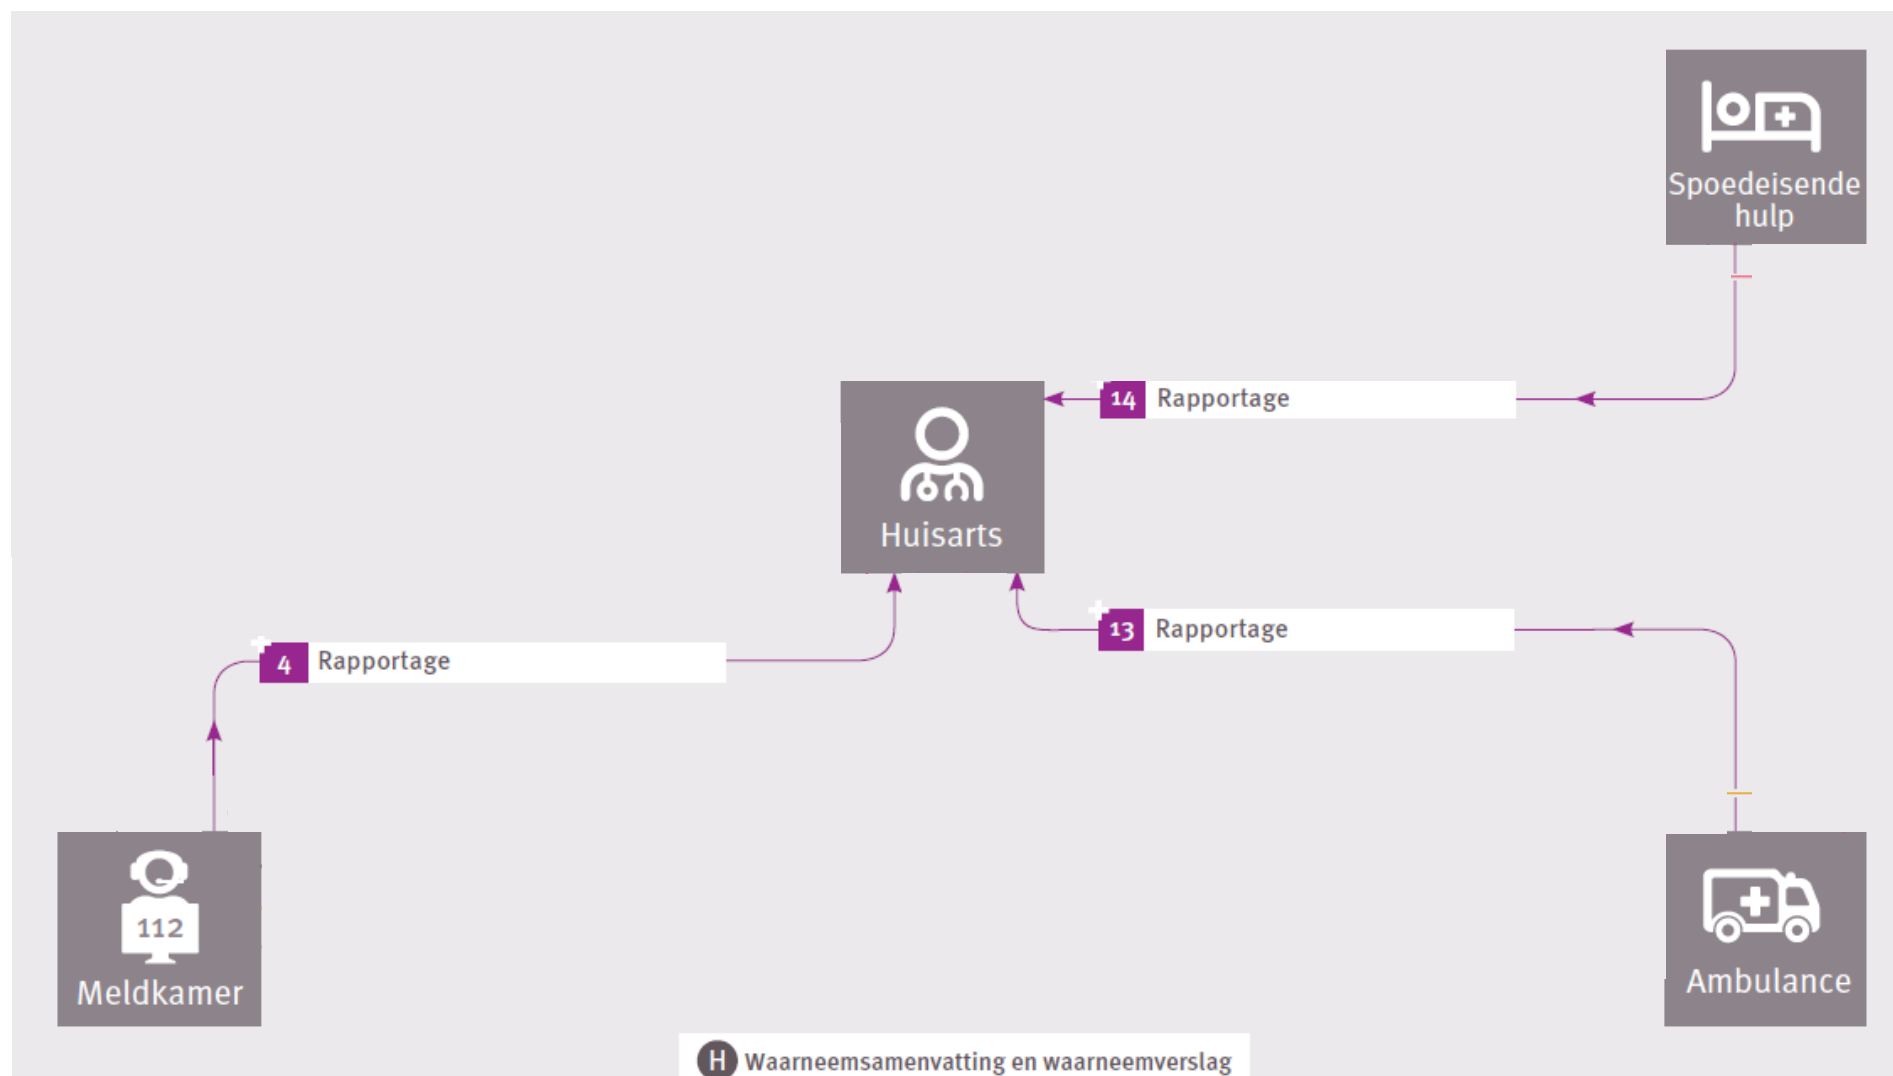 Spoedeisende
hulp
14 Rapportage
Huisarts
13 Rapportage
4 Rapportage
112
Meldkamer
Ambulance
H Waarneemsamenvatting en waarneemverslag